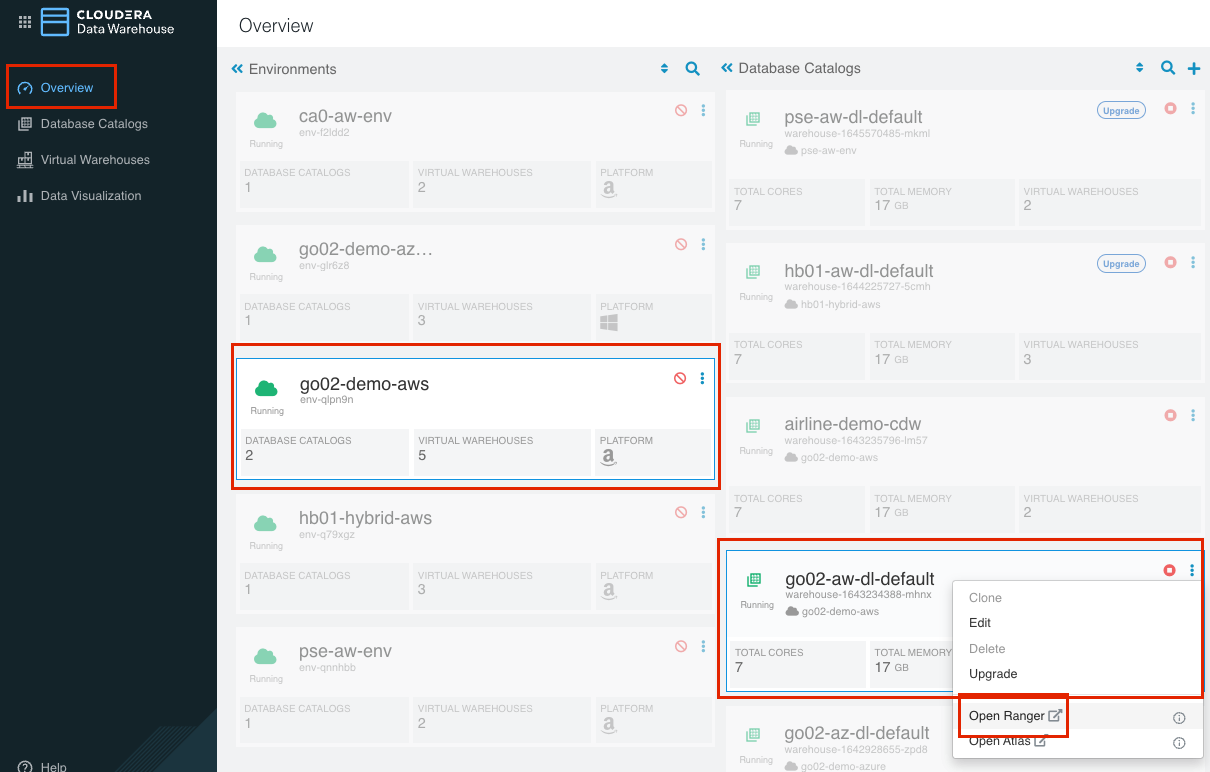 CLOUDERA
Data Warehouse
Overview
Database Catalogs
Virtual Warehouses
Data Visualization
Help
Overview
Environments
ca0-aw-env
env-f2ldd2
Running
DATABASE CATALOGS
1
VIRTUAL WAREHOUSES
2
PLATFORM
go02-demo-az...
env-glr6z8
Running
DATABASE CATALOGS
1
VIRTUAL WAREHOUSES
3
PLATFORM
go02-demo-aws
env-qlpn9n
Running
DATABASE CATALOGS
2
VIRTUAL WAREHOUSES
5
PLATFORM
hb01-hybrid-aws
env-q79xgz
Running
DATABASE CATALOGS
1
VIRTUAL WAREHOUSES
3
PLATFORM
pse-aw-env
env-qnnhbb
Running
DATABASE CATALOGS
1
VIRTUAL WAREHOUSES
2
PLATFORM
Database Catalogs
pse-aw-dl-default
Upgrade
warehouse-1645570485-mkml
Running
pse-aw-env
TOTAL CORES
7
TOTAL MEMORY
17 GB
VIRTUAL WAREHOUSES
2
hb01-aw-dl-default
Upgrade
warehouse-1644225727-5cmh
Running
hb01-hybrid-aws
TOTAL CORES
7
TOTAL MEMORY
17 GB
VIRTUAL WAREHOUSES
3
airline-demo-cdw
warehouse-1643235796-lm57
Running
go02-demo-aws
TOTAL CORES
7
TOTAL MEMORY
17 GB
VIRTUAL WAREHOUSES
2
go02-aw-dl-default
warehouse-1643234388-mhnx
Running
go02-demo-aws
TOTAL CORES
7
TOTAL MEMORY
17 GB
Clone
Edit
Delete
Upgrade
Open Ranger
Open Atlas
go02-az-dl-default
warehouse-1642928655-zpd8
Running
go02-demo-azure